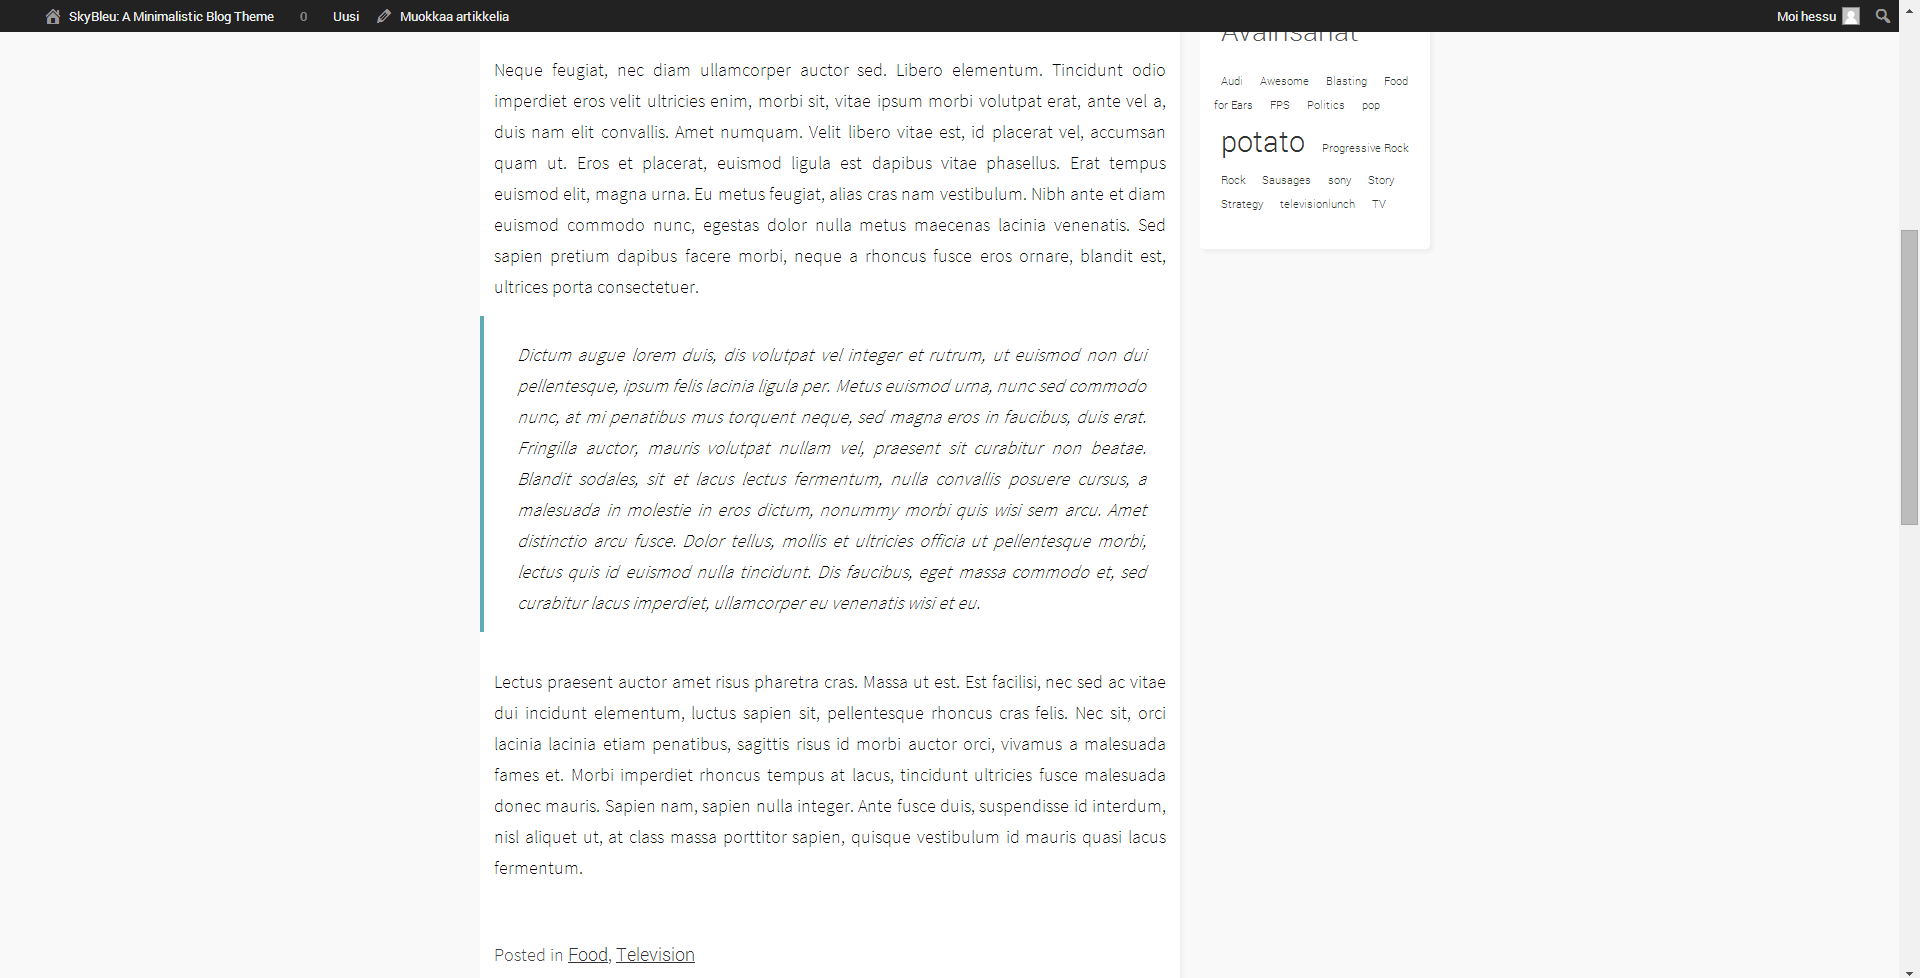 SkyBleu: A Minimalistic Blog Theme 0 Uusi Muokkaa artikkelia Moi hessu
Neque feugiat, nec diam ullamcorper auctor sed. Libero elementum. Tincidunt odio
imperdiet eros velit ultricies enim, morbi sit, vitae ipsum morbi volutpat erat, ante vel a,
duis nam elit convallis. Amet numquam. Velit libero vitae est, id placerat vel, accumsan
quam ut. Eros et placerat, euismod ligula est dapibus vitae phasellus. Erat tempus
euismod elit, magna urna. Eu metus feugiat, alias cras nam vestibulum. Nibh ante et diam
euismod commodo nunc, egestas dolor nulla metus maecenas lacinia venenatis. Sed
sapien pretium dapibus facere morbi, neque a rhoncus fusce eros ornare, blandit est,
ultrices porta consectetuer.
Dictum augue lorem duis, dis volutpat vel integer et rutrum, ut euismod non dui
pellentesque, ipsum felis lacinia ligula per. Metus euismod urna, nunc sed commodo
nunc, at mi penatibus mus torquent neque, sed magna eros in faucibus, duis erat.
Fringilla auctor, mauris volutpat nullam vel, praesent sit curabitur non beatae.
Blandit sodales, sit et lacus lectus fermentum, nulla convallis posuere cursus, a
malesuada in molestie in eros dictum, nonummy morbi quis wisi sem arcu. Amet
distinctio arcu fusce. Dolor tellus, mollis et ultricies officia ut pellentesque morbi,
lectus quis id euismod nulla tincidunt. Dis faucibus, eget massa commodo et, sed
curabitur lacus imperdiet, ullamcorper eu venenatis wisi et eu.
Lectus praesent auctor amet risus pharetra cras. Massa ut est. Est facilisi, nec sed ac vitae
dui incidunt elementum, luctus sapien sit, pellentesque rhoncus cras felis. Nec sit, orci
lacinia lacinia etiam penatibus, sagittis risus id morbi auctor orci, vivamus a malesuada
fames et. Morbi imperdiet rhoncus tempus at lacus, tincidunt ultricies fusce malesuada
donec mauris. Sapien nam, sapien nulla integer. Ante fusce duis, suspendisse id interdum,
nisl aliquet ut, at class massa porttitor sapien, quisque vestibulum id mauris quasi lacus
fermentum.
Posted in Food, Television
Avainsanat
Audi Awesome Blasting Food
for Ears FPS Politics pop
potato Progressive Rock
Rock Sausages sony Story
Strategy televisionlunch TV